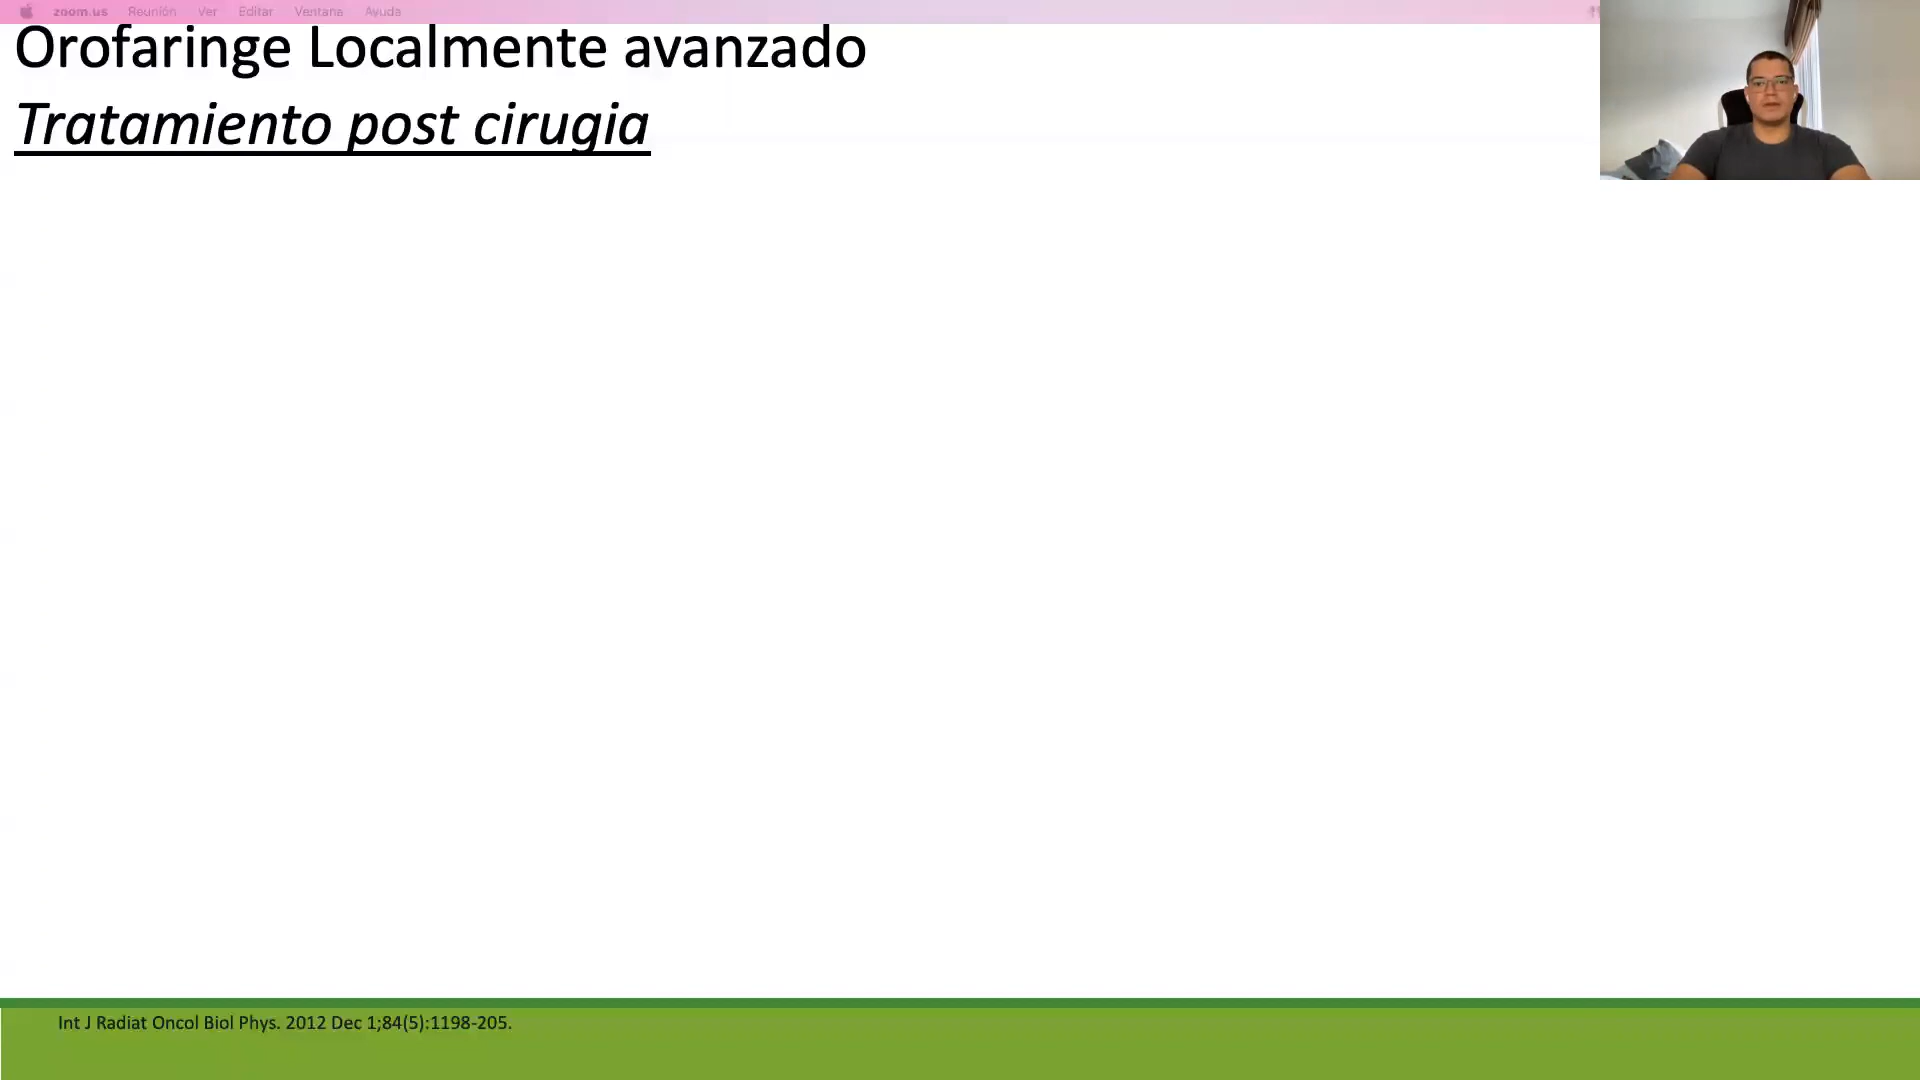 zoom.us Reunión Ver Editar Ventana Ayuda
Orofaringe Localmente avanzado
Tratamiento post cirugia
Int J Radiat Oncol Biol Phys. 2012 Dec 1;84(5):1198-205.